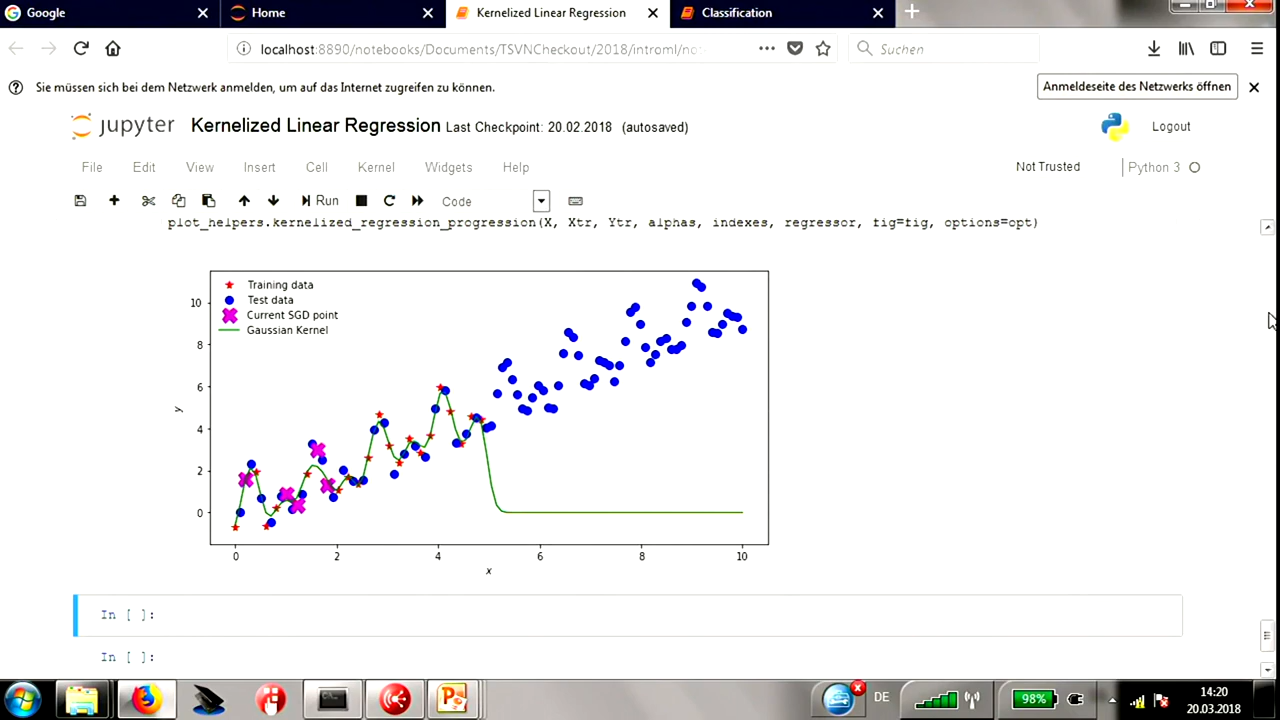 Google
Home
Kernelized Linear Regression
Classification
localhost:8890/notebooks/Documents/TSVNCheckout/2018/introml/no
Suchen
Sie müssen sich bei dem Netzwerk anmelden, um auf das Internet zugreifen zu können.
Anmeldeseite des Netzwerks öffnen
jupyter Kernelized Linear Regression Last Checkpoint: 20.02.2018 (autosaved)
Logout
File Edit View Insert Cell Kernel Widgets Help
Not Trusted
Python 3
Run
Code
plot_helpers.kernelized_regression_progression(X, Xtr, Ytr, alphas, indexes, regressor, fig=fig, options=opt)
Training data
Test data
Current SGD point
Gaussian Kernel
10
8
6
4
2
0
y
0 2 4 6 8 10
x
In [ ]:
In [ ]:
DE
98%
14:20
20.03.2018